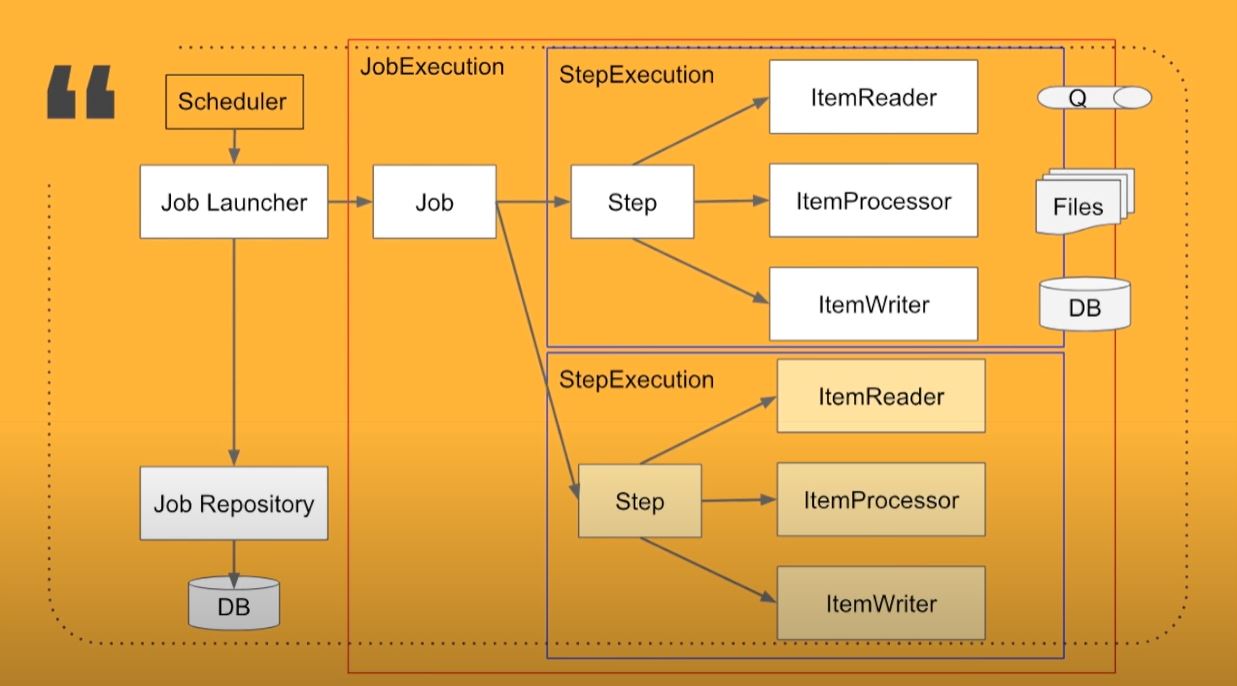 “
JobExecution
StepExecution
Scheduler
ItemReader
Q
Job Launcher
Job
Step
ItemProcessor
Files
ItemWriter
DB
StepExecution
ItemReader
Job Repository
Step
ItemProcessor
DB
ItemWriter